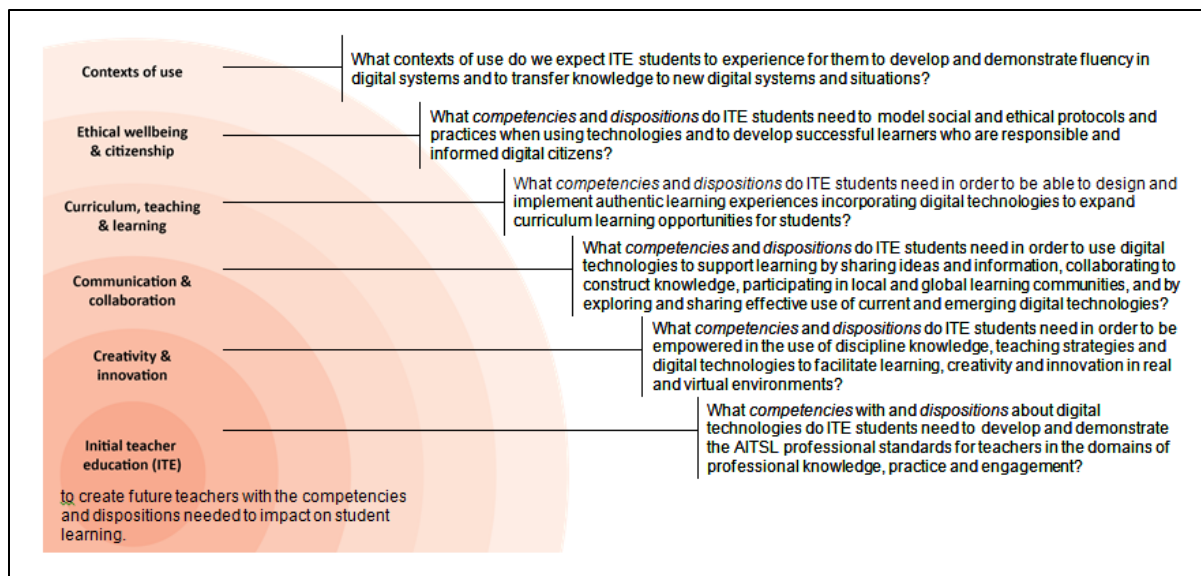 Contexts of use
What contexts of use do we expect ITE students to experience for them to develop and demonstrate fluency in
digital systems and to transfer knowledge to new digital systems and situations?
Ethical wellbeing
& citizenship
What competencies and dispositions do ITE students need to model social and ethical protocols and
practices when using technologies and to develop successful learners who are responsible and
informed digital citizens?
Curriculum, teaching
& learning
What competencies and dispositions do ITE students need in order to be able to design and
implement authentic learning experiences incorporating digital technologies to expand
curriculum learning opportunities for students?
Communication &
collaboration
What competencies and dispositions do ITE students need in order to use digital
technologies to support learning by sharing ideas and information, collaborating to
construct knowledge, participating in local and global learning communities, and by
exploring and sharing effective use of current and emerging digital technologies?
Creativity &
innovation
What competencies and dispositions do ITE students need in order to be
empowered in the use of discipline knowledge, teaching strategies and
digital technologies to facilitate learning, creativity and innovation in real
and virtual environments?
Initial teacher
education (ITE)
What competencies with and dispositions about digital
technologies do ITE students need to develop and demonstrate
the AITSL professional standards for teachers in the domains of
professional knowledge, practice and engagement?
to create future teachers with the competencies
and dispositions needed to impact on student
learning.